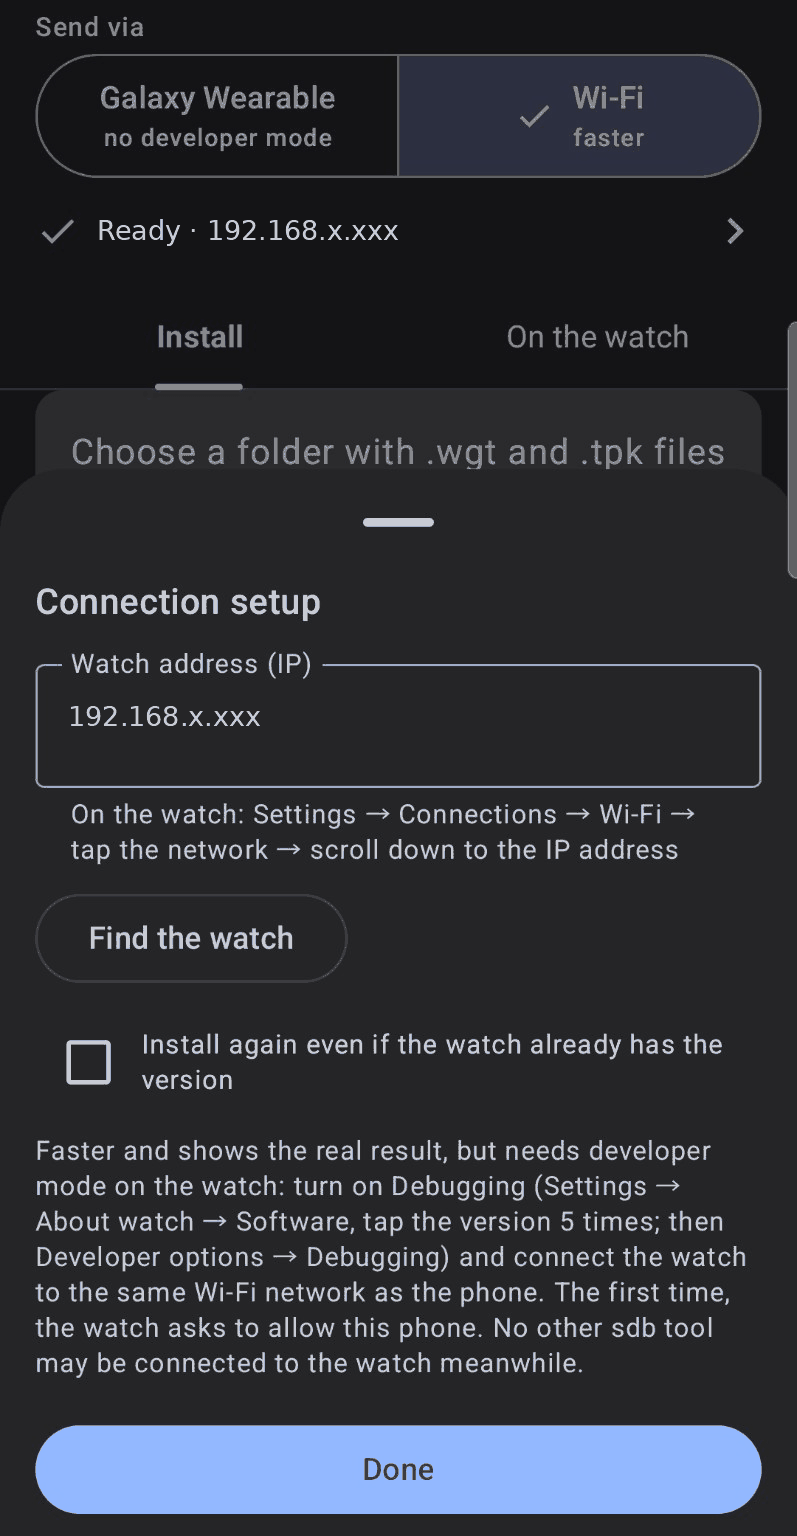 Send via
Galaxy Wearable
no developer mode
Wi-Fi
faster
Ready · 192.168.x.xxx
Install
On the watch
Choose a folder with .wgt and .tpk files
Connection setup
Watch address (IP)
192.168.x.xxx
On the watch: Settings → Connections → Wi-Fi →
tap the network → scroll down to the IP address
Find the watch
Install again even if the watch already has the
version
Faster and shows the real result, but needs developer
mode on the watch: turn on Debugging (Settings →
About watch → Software, tap the version 5 times; then
Developer options → Debugging) and connect the watch
to the same Wi-Fi network as the phone. The first time,
the watch asks to allow this phone. No other sdb tool
may be connected to the watch meanwhile.
Done